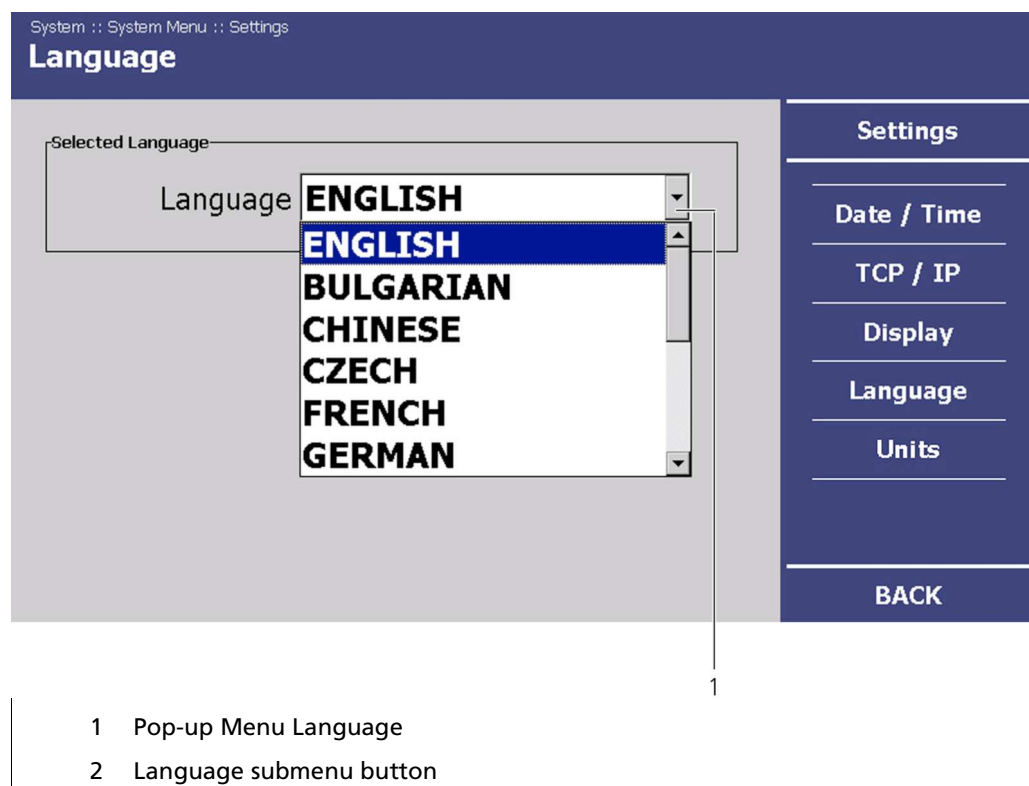 System :: System Menu :: Settings
Language
Selected Language
Language ENGLISH
ENGLISH
BULGARIAN
CHINESE
CZECH
FRENCH
GERMAN
Settings
Date / Time
TCP / IP
Display
Language
Units
BACK
1
1 Pop-up Menu Language
2 Language submenu button